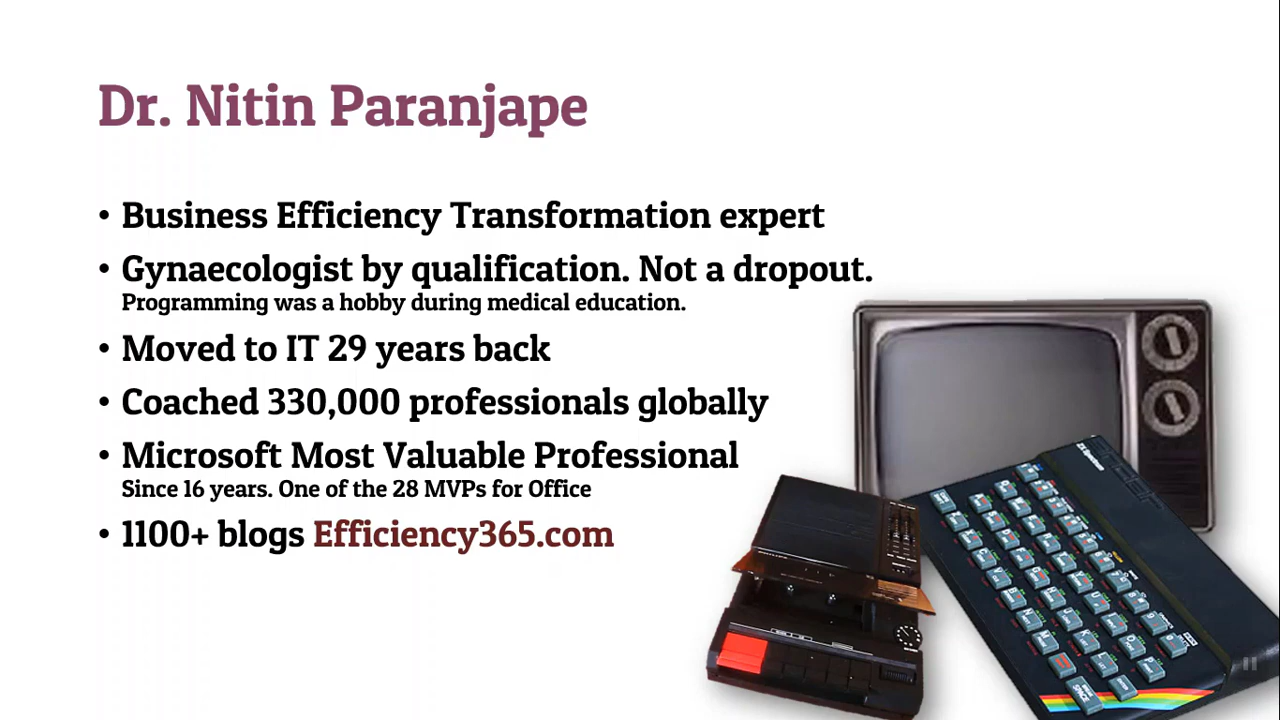 Dr. Nitin Paranjape
• Business Efficiency Transformation expert
• Gynaecologist by qualification. Not a dropout.
Programming was a hobby during medical education.
• Moved to IT 29 years back
• Coached 330,000 professionals globally
• Microsoft Most Valuable Professional
Since 16 years. One of the 28 MVPs for Office
• 1100+ blogs Efficiency365.com